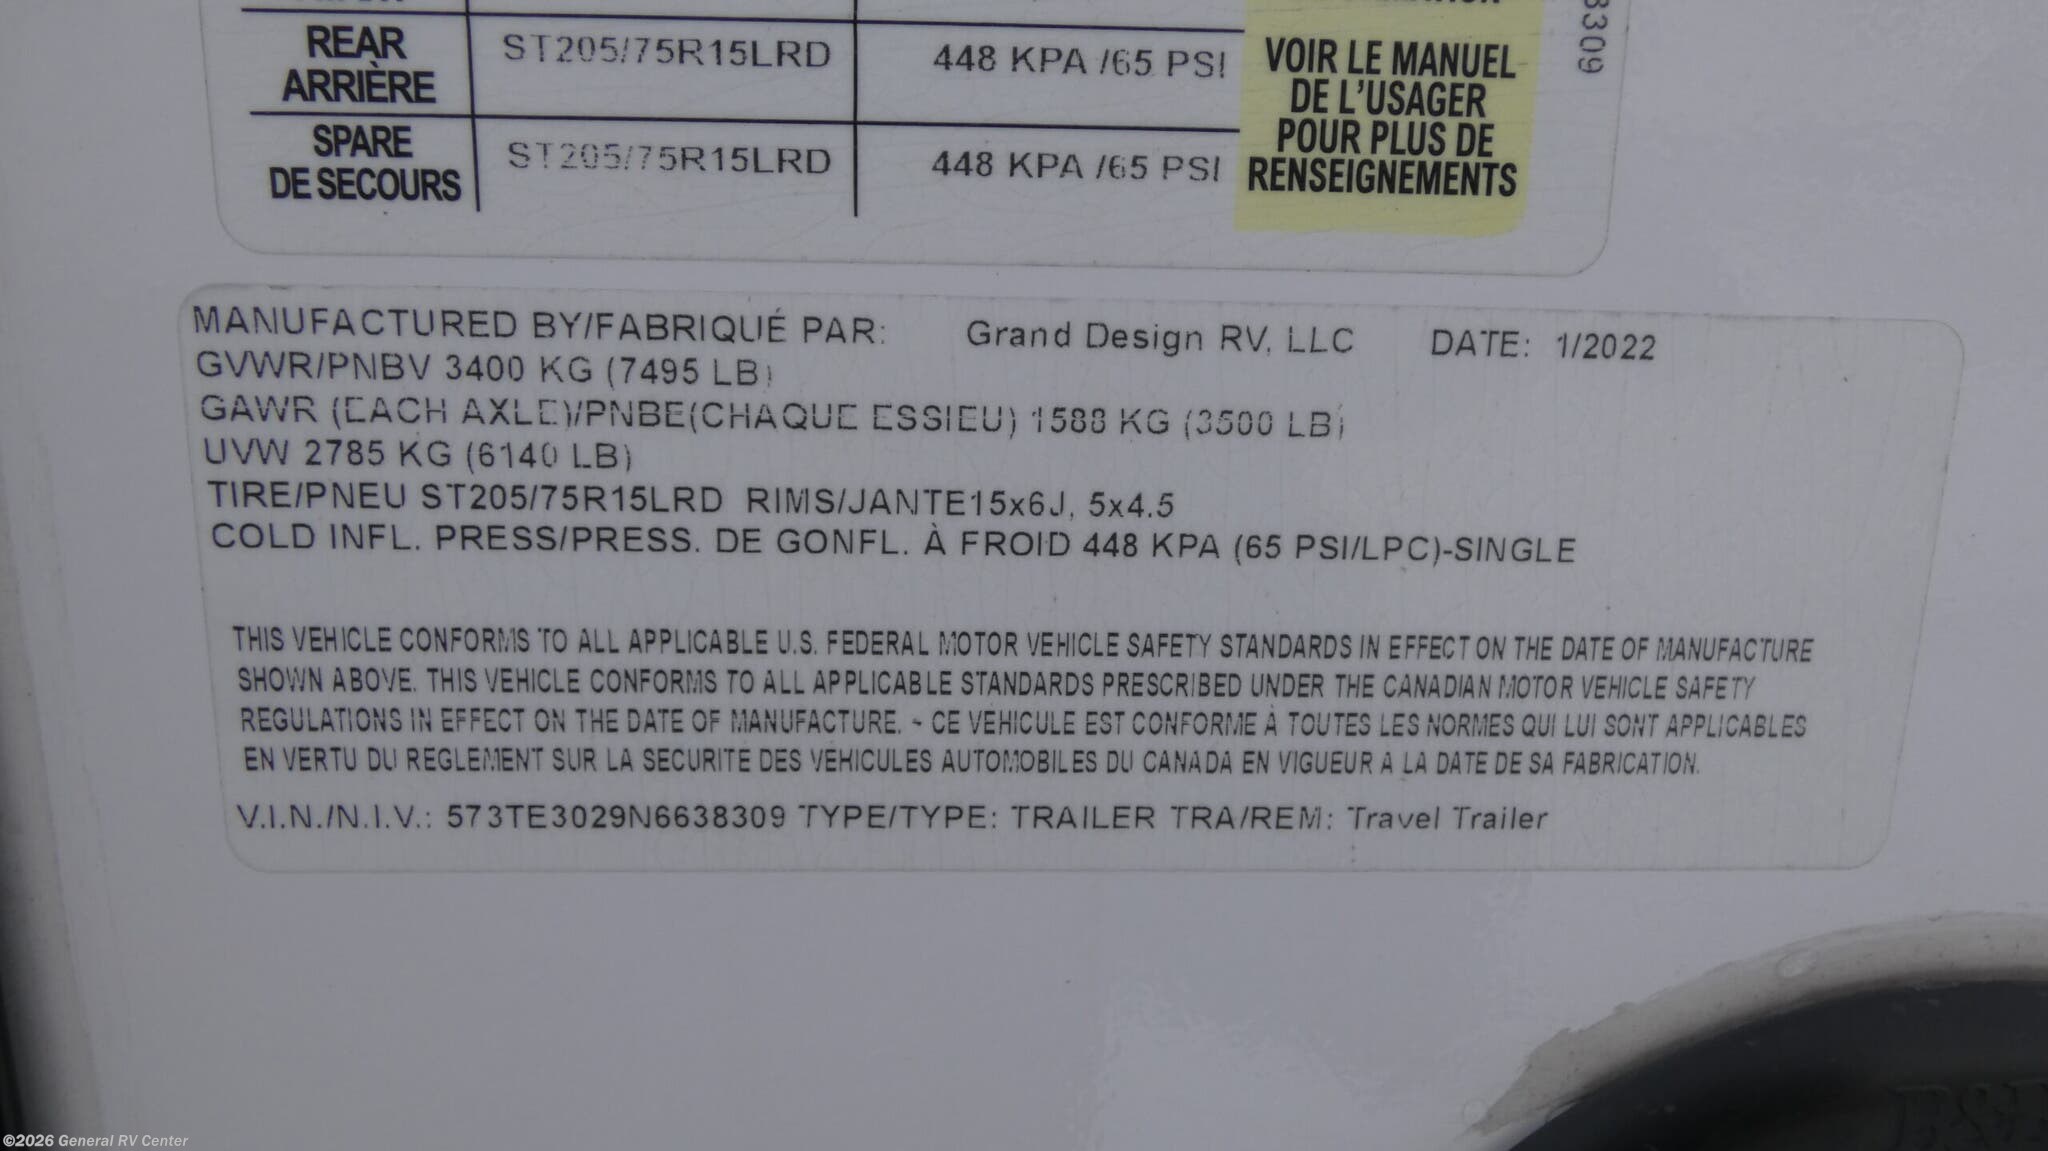 REAR
ARRIÈRE
ST205/75R15LRD
448 KPA /65 PSI
SPARE
DE SECOURS
ST205/75R15LRD
448 KPA /65 PSI
VOIR LE MANUEL
DE L'USAGER
POUR PLUS DE
RENSEIGNEMENTS
MANUFACTURED BY/FABRIQUÉ PAR: Grand Design RV, LLC DATE: 1/2022
GVWR/PNBV 3400 KG (7495 LB)
GAWR (EACH AXLE)/PNBE(CHAQUE ESSIEU) 1588 KG (3500 LB)
UVW 2785 KG (6140 LB)
TIRE/PNEU ST205/75R15LRD RIMS/JANTE15x6J, 5x4.5
COLD INFL. PRESS/PRESS. DE GONFL. À FROID 448 KPA (65 PSI/LPC)-SINGLE
THIS VEHICLE CONFORMS TO ALL APPLICABLE U.S. FEDERAL MOTOR VEHICLE SAFETY STANDARDS IN EFFECT ON THE DATE OF MANUFACTURE
SHOWN ABOVE. THIS VEHICLE CONFORMS TO ALL APPLICABLE STANDARDS PRESCRIBED UNDER THE CANADIAN MOTOR VEHICLE SAFETY
REGULATIONS IN EFFECT ON THE DATE OF MANUFACTURE. - CE VÉHICULE EST CONFORME À TOUTES LES NORMES QUI LUI SONT APPLICABLES
EN VERTU DU RÈGLEMENT SUR LA SÉCURITÉ DES VÉHICULES AUTOMOBILES DU CANADA EN VIGUEUR À LA DATE DE SA FABRICATION.
V.I.N./N.I.V.: 573TE3029N6638309 TYPE/TYPE: TRAILER TRA/REM: Travel Trailer
©2026 General RV Center